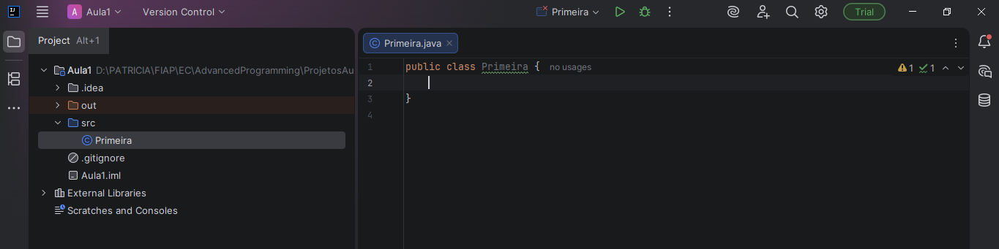 A Aula1 Version Control Primeira Trial
Project Alt+1
Primeira.java
Aula1 D:\PATRICIA\FIAP\EC\AdvancedProgramming\ProjetosAu
.idea
out
src
Primeira
.gitignore
Aula1.iml
External Libraries
Scratches and Consoles
1 public class Primeira { no usages 1 1
2
3 }
4